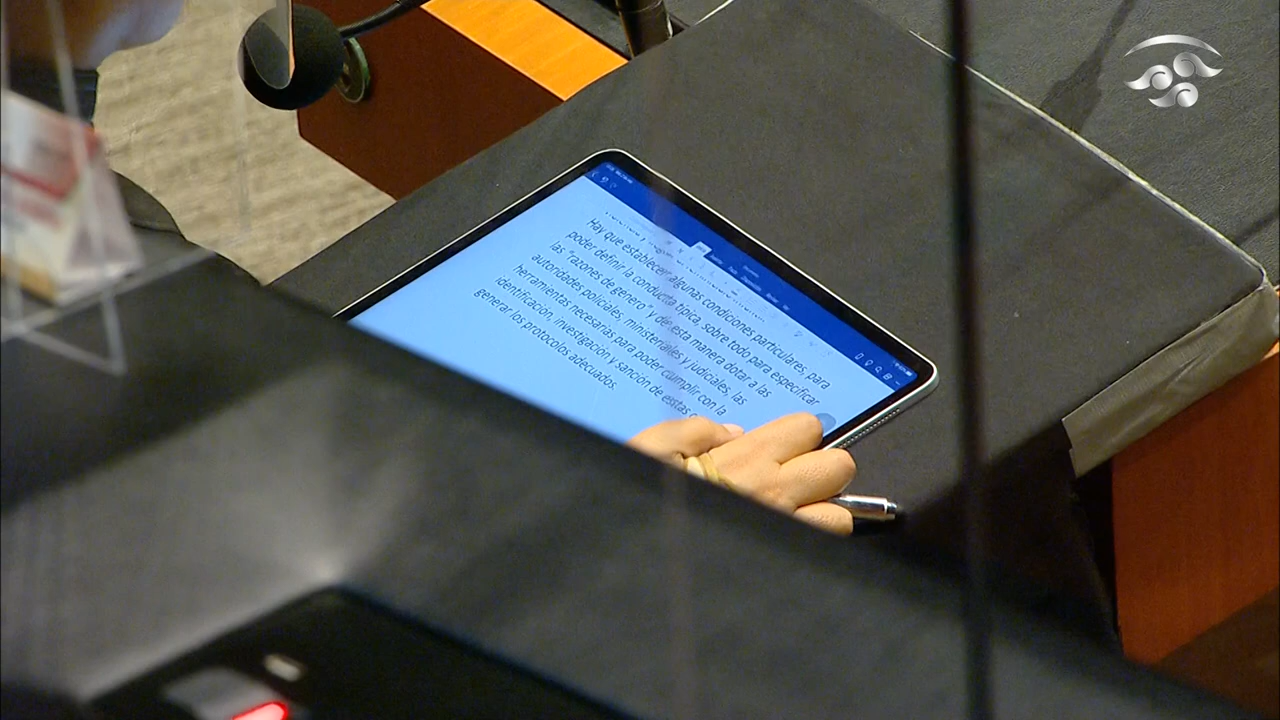 Hay que establecer algunas condiciones particulares, para
poder definir la conducta típica, sobre todo para especificar
las "razones de género" y de esta manera dotar a las
autoridades policiales, ministeriales y judiciales, las
herramientas necesarias para poder cumplir con la
identificación, investigación y sanción de estas
generar los protocolos adecuados.